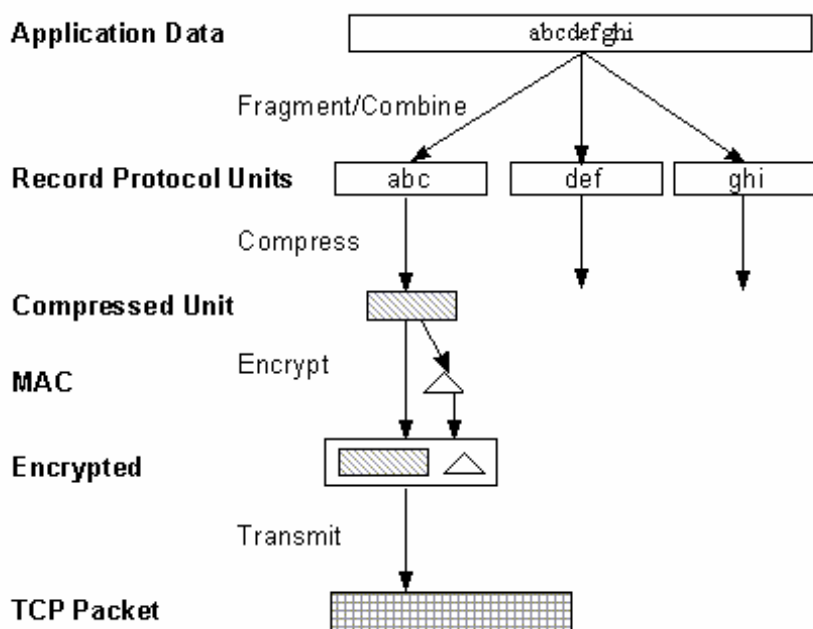 Application Data
abcdefghi
Fragment/Combine
Record Protocol Units
abc
def
ghi
Compress
Compressed Unit
Encrypt
MAC
Encrypted
Transmit
TCP Packet